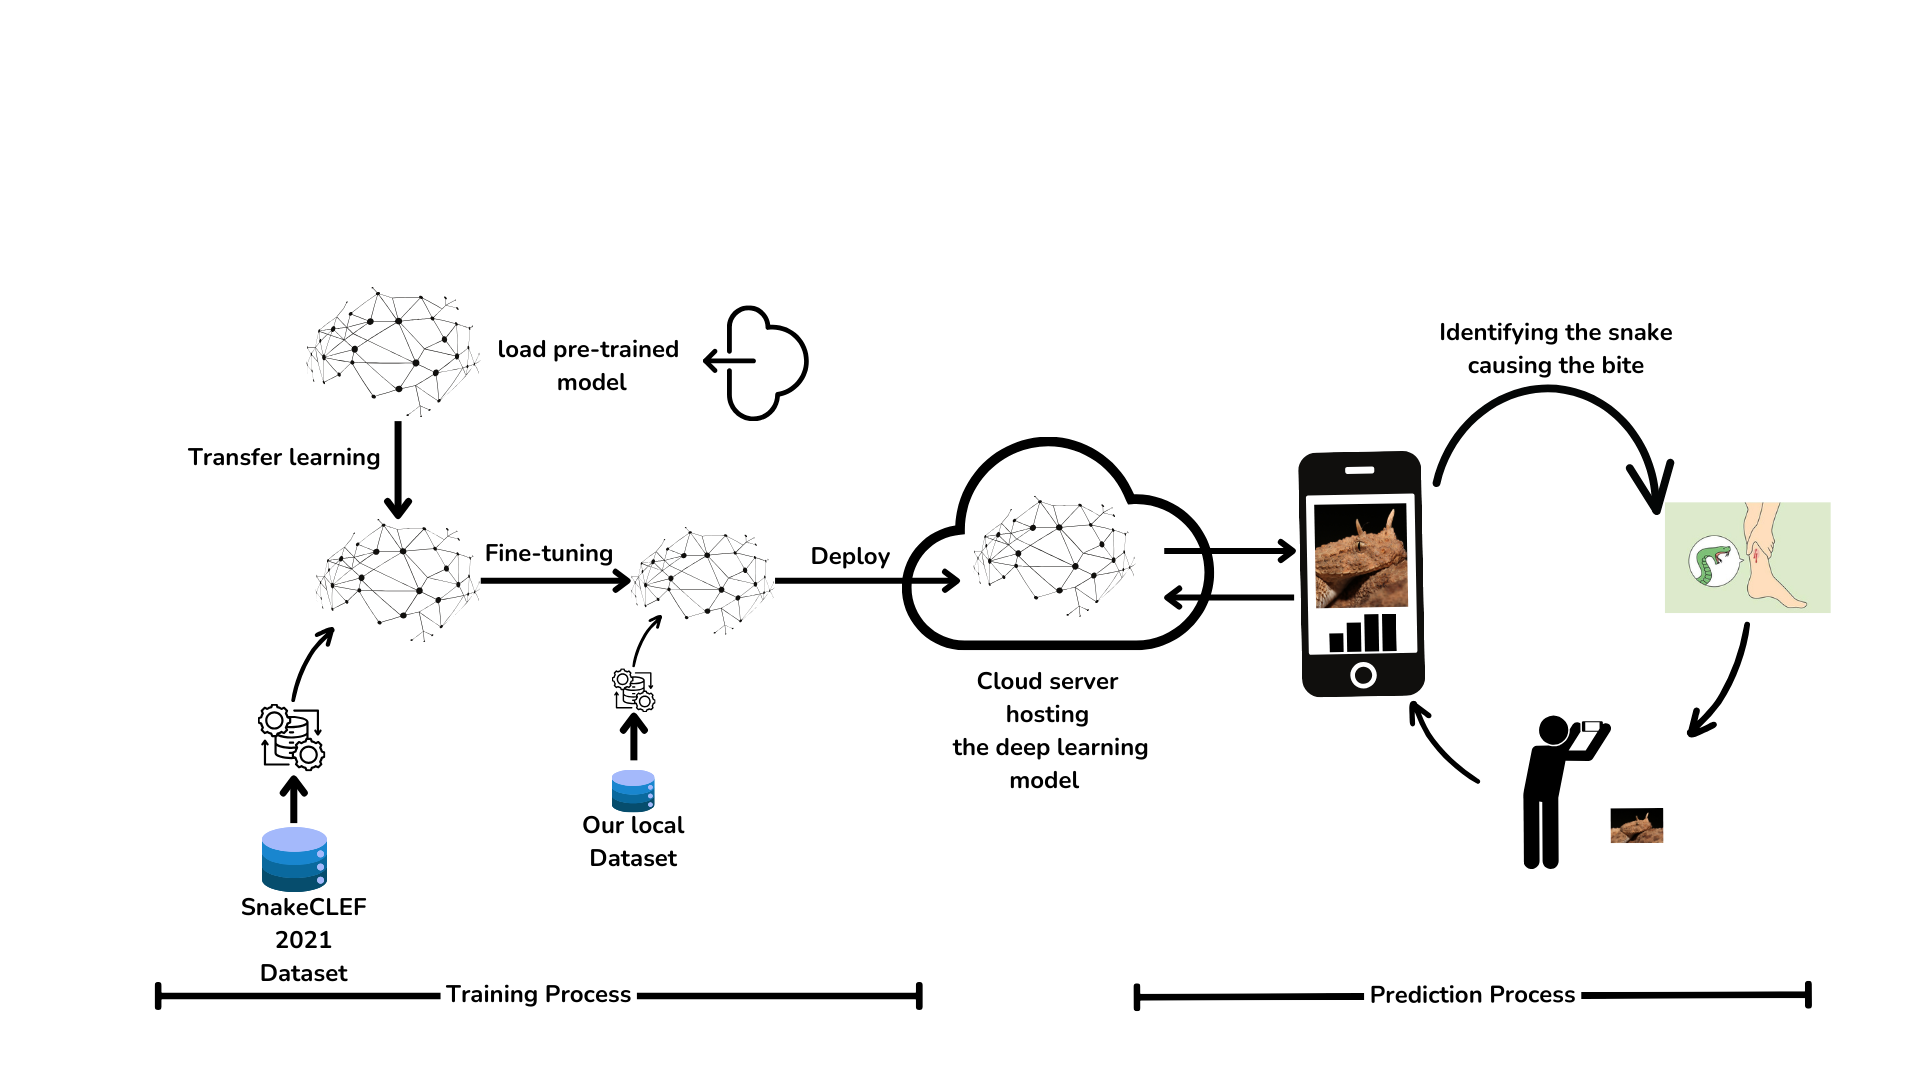 load pre-trained
model
Identifying the snake
causing the bite
Transfer learning
Fine-tuning
Deploy
Cloud server
hosting
the deep learning
model
Our local
Dataset
SnakeCLEF
2021
Dataset
Training Process
Prediction Process